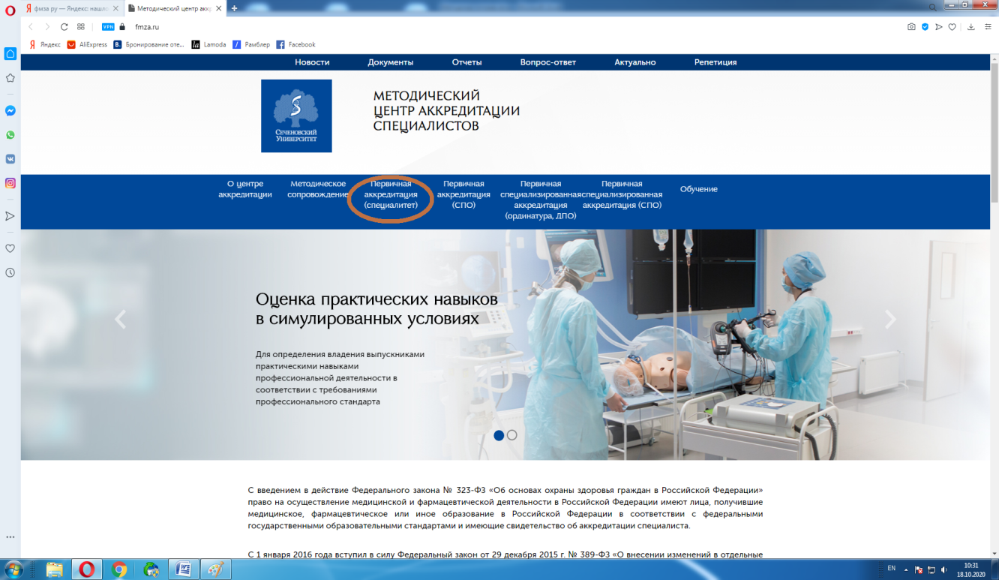 фмза ру — Яндекс: нашло
Методический центр аккр
VPN
fmza.ru
Яндекс
AliExpress
B. Бронирование оте...
la Lamoda
Рамблер
Facebook
Новости Документы Отчеты Вопрос-ответ Актуально Репетиция
Сеченовский
Университет
МЕТОДИЧЕСКИЙ
ЦЕНТР АККРЕДИТАЦИИ
СПЕЦИАЛИСТОВ
О центре
аккредитации
Методическое
сопровождение
Первичная
аккредитация
(специалитет)
Первичная
аккредитация
(СПО)
Первичная
специализированная
аккредитация
(ординатура, ДПО)
Первичная
специализированная
аккредитация (СПО)
Обучение
Оценка практических навыков
в симулированных условиях
Для определения владения выпускниками
практическими навыками
профессиональной деятельности в
соответствии с требованиями
профессионального стандарта
С введением в действие Федерального закона № 323-ФЗ «Об основах охраны здоровья граждан в Российской Федерации»
право на осуществление медицинской и фармацевтической деятельности в Российской Федерации имеют лица, получившие
медицинское, фармацевтическое или иное образование в Российской Федерации в соответствии с федеральными
государственными образовательными стандартами и имеющие свидетельство об аккредитации специалиста.
С 1 января 2016 года вступил в силу Федеральный закон от 29 декабря 2015 г. № 389-ФЗ «О внесении изменений в отдельные
EN
10:31
18.10.2020